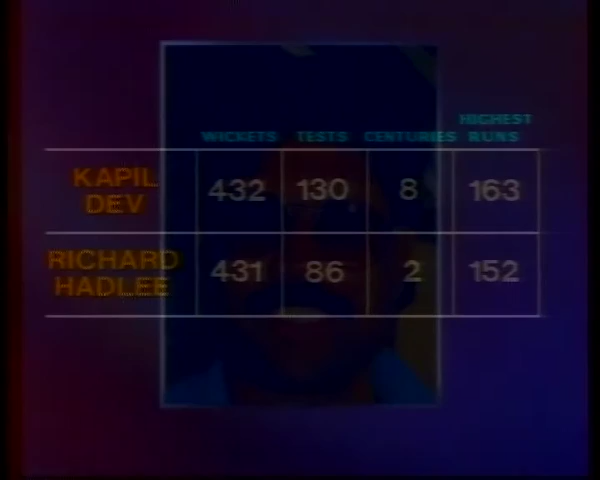 HIGHEST
WICKETS TESTS CENTURIES RUNS
KAPIL DEV 432 130 8 163
RICHARD HADLEE 431 86 2 152